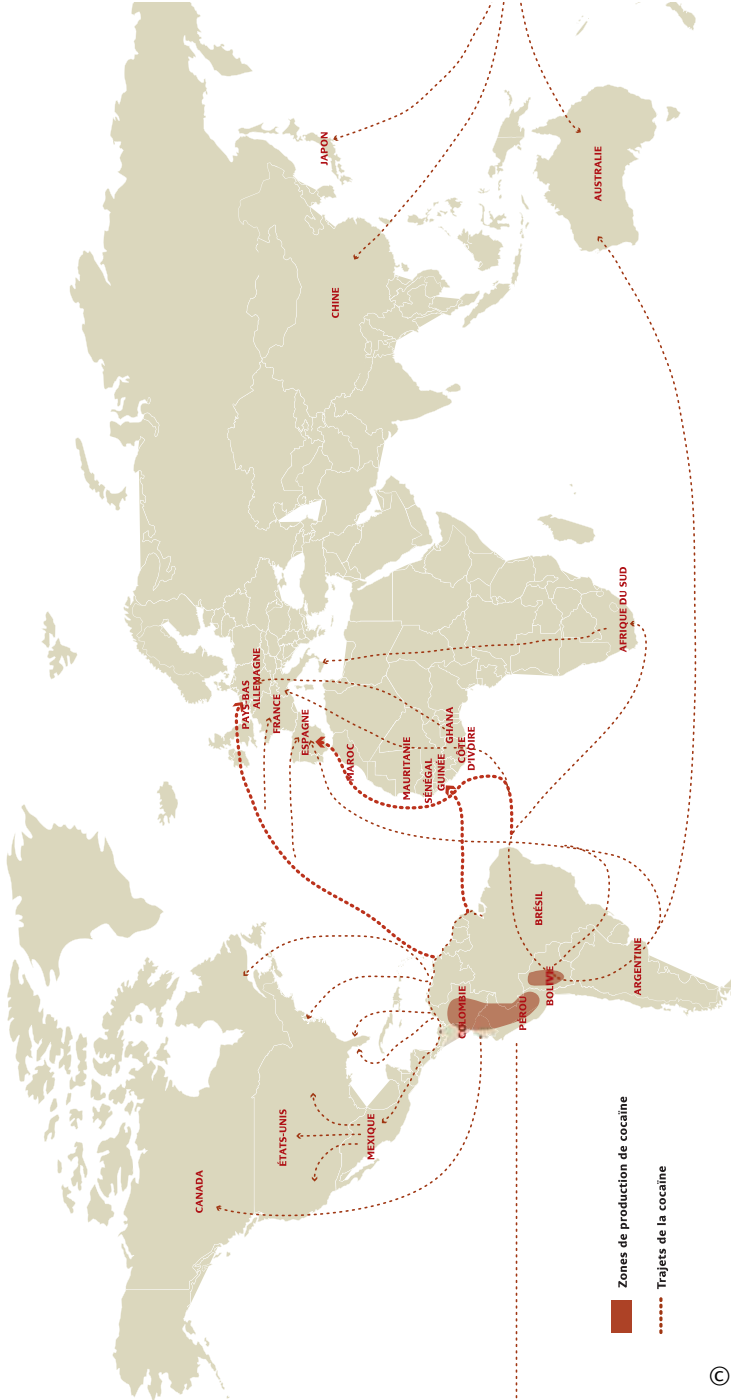 CANADA
ÉTATS-UNIS
MEXIQUE
COLOMBIE
PÉROU
BOLIVIE
BRÉSIL
ARGENTINE
PAYS-BAS
ALLEMAGNE
FRANCE
ESPAGNE
MAROC
MAURITANIE
SÉNÉGAL
GUINÉE
GHANA
CÔTE
D'IVOIRE
AFRIQUE DU SUD
CHINE
JAPON
AUSTRALIE
Zones de production de cocaïne
Trajets de la cocaïne
©